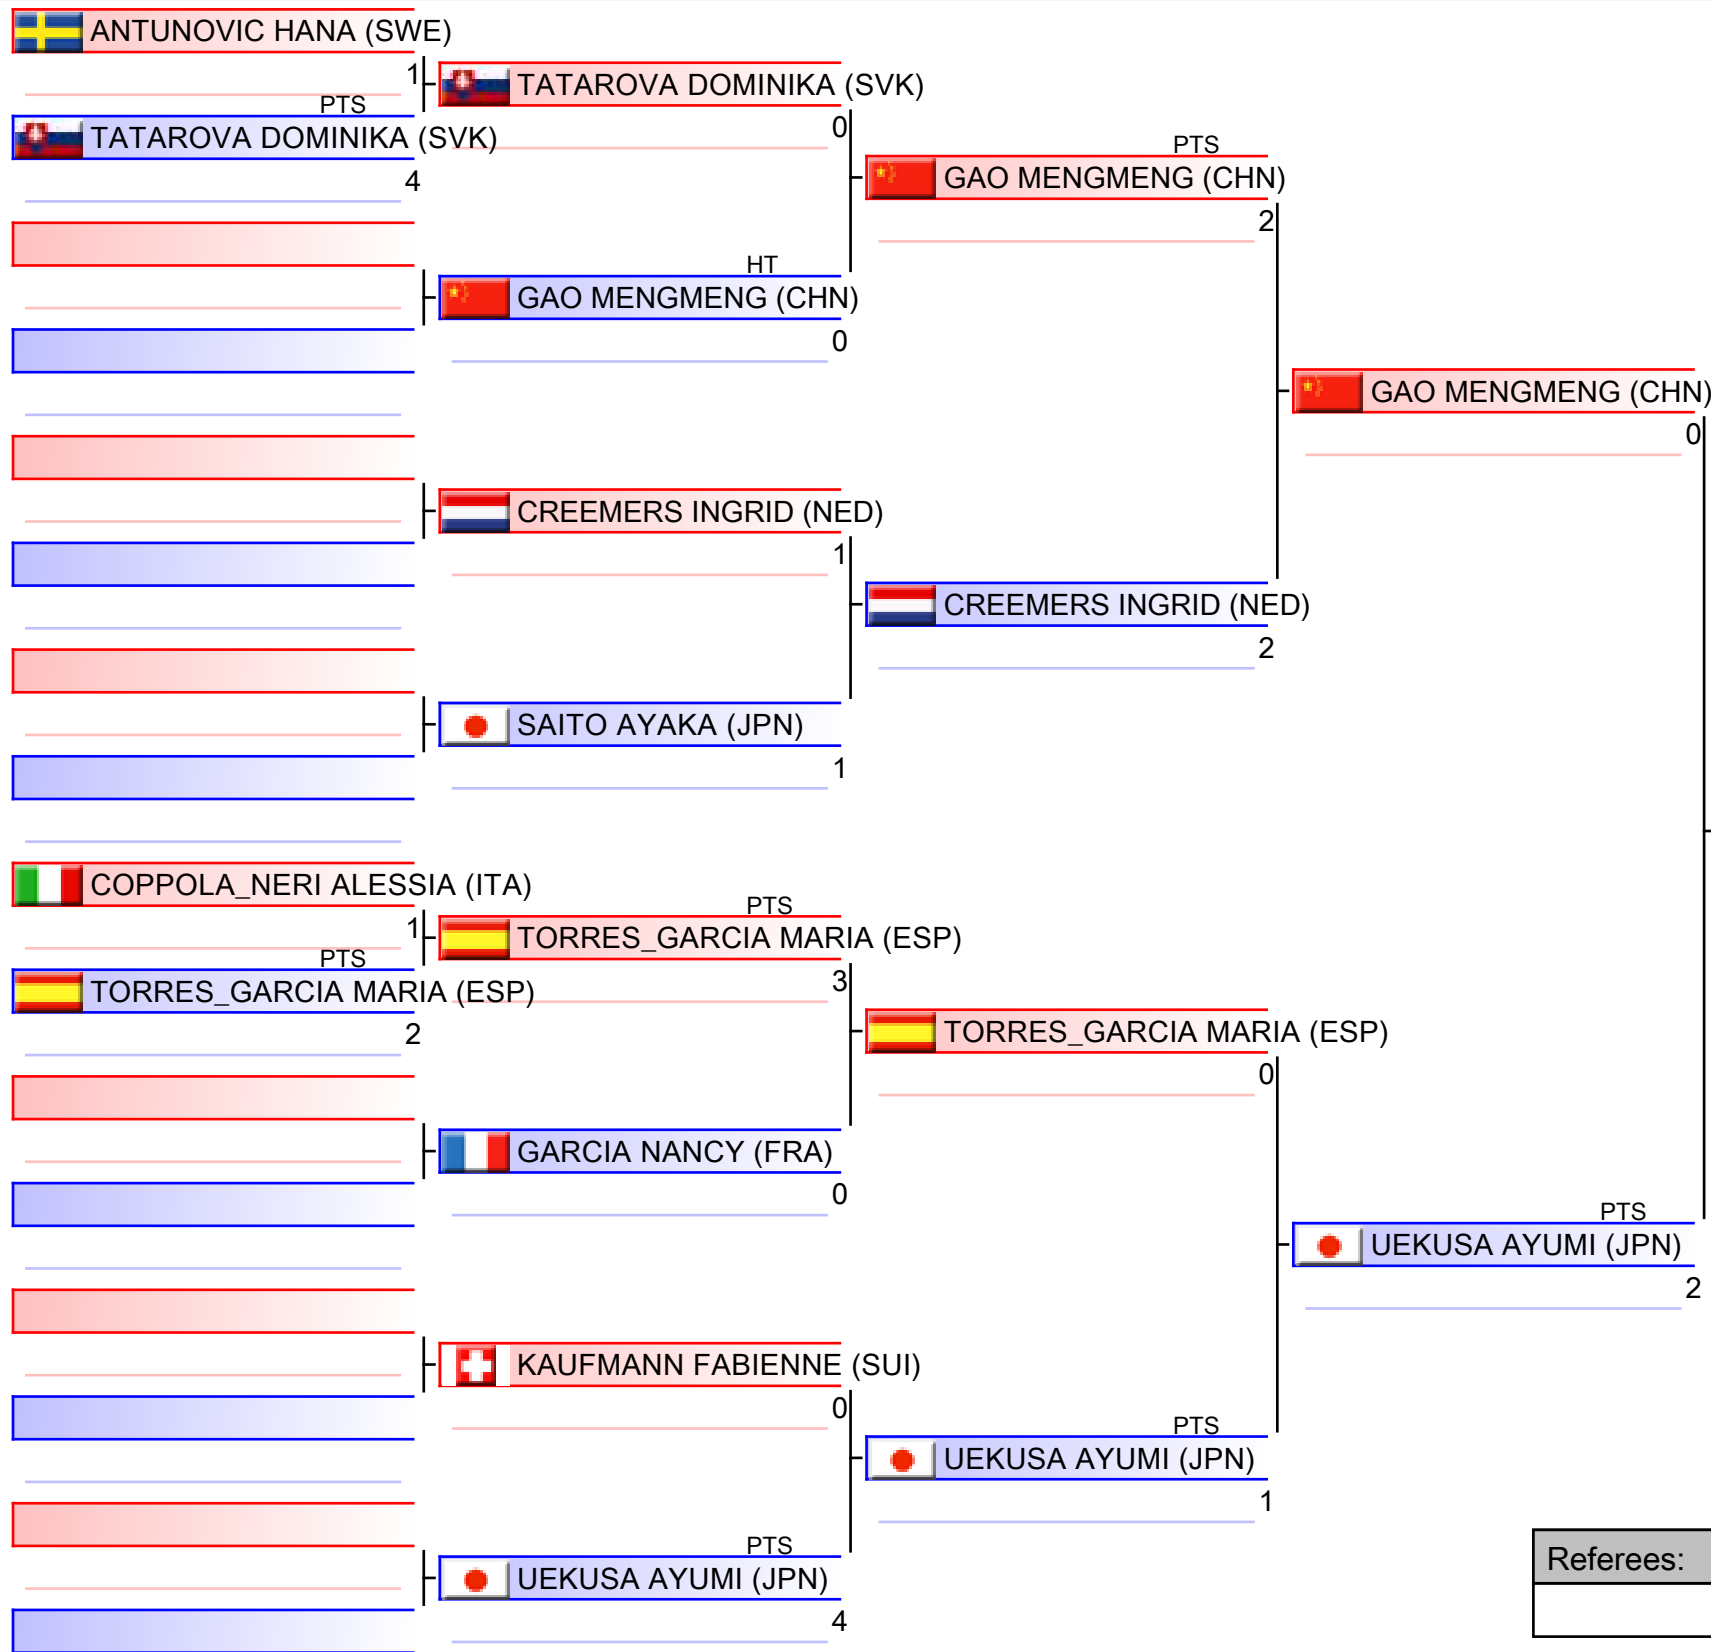 ANTUNOVIC HANA (SWE)
1
TATAROVA DOMINIKA (SVK)
PTS
0
TATAROVA DOMINIKA (SVK)
PTS
4
GAO MENGMENG (CHN)
2
HT
GAO MENGMENG (CHN)
0
GAO MENGMENG (CHN)
0
CREEMERS INGRID (NED)
1
CREEMERS INGRID (NED)
2
SAITO AYAKA (JPN)
1
COPPOLA_NERI ALESSIA (ITA)
PTS
1
TORRES_GARCIA MARIA (ESP)
PTS
3
TORRES_GARCIA MARIA (ESP)
2
TORRES_GARCIA MARIA (ESP)
0
GARCIA NANCY (FRA)
0
PTS
UEKUSA AYUMI (JPN)
2
KAUFMANN FABIENNE (SUI)
0
PTS
UEKUSA AYUMI (JPN)
1
PTS
UEKUSA AYUMI (JPN)
4
Referees: